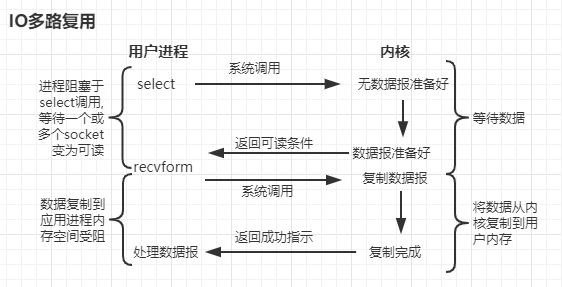 IO多路复用
用户进程
内核
进程阻塞于
select调用,
等待一个或
多个socket
变为可读
select
系统调用
无数据报准备好
等待数据
返回可读条件
数据报准备好
recvform
系统调用
复制数据报
数据复制到
应用进程内
存空间受阻
将数据从内
核复制到用
户内存
返回成功指示
处理数据报
复制完成